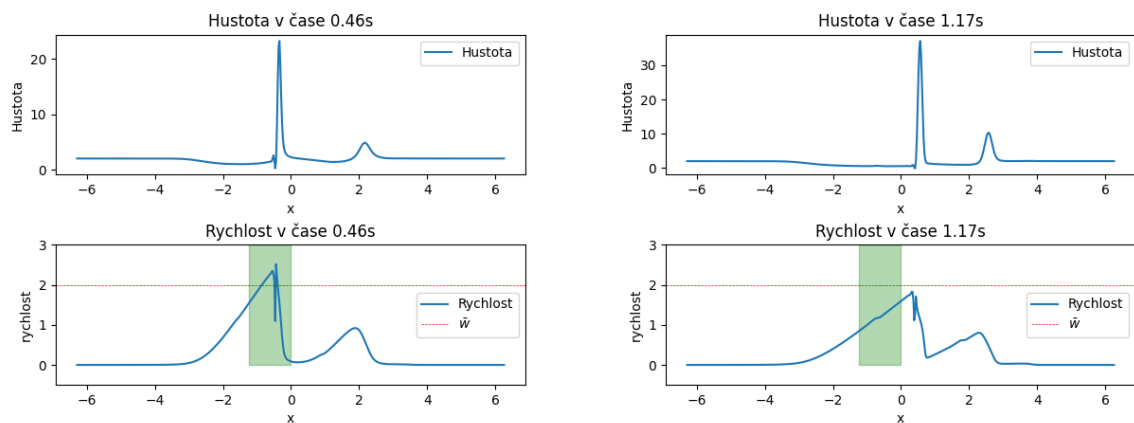 Hustota v čase 0.46s
Hustota
20
10
0
Hustota
−6 −4 −2 0 2 4 6
x
Rychlost v čase 0.46s
rychlost
3
2
1
0
Rychlost
w̄
−6 −4 −2 0 2 4 6
x
Hustota v čase 1.17s
Hustota
30
20
10
0
Hustota
−6 −4 −2 0 2 4 6
x
Rychlost v čase 1.17s
rychlost
3
2
1
0
Rychlost
w̄
−6 −4 −2 0 2 4 6
x